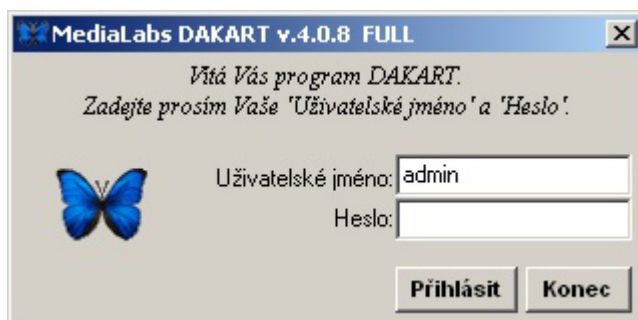 MediaLabs DAKART v.4.0.8 FULL
Vítá Vás program DAKART.
Zadejte prosím Vaše 'Uživatelské jméno' a 'Heslo'.
Uživatelské jméno: admin
Heslo:
Přihlásit Konec